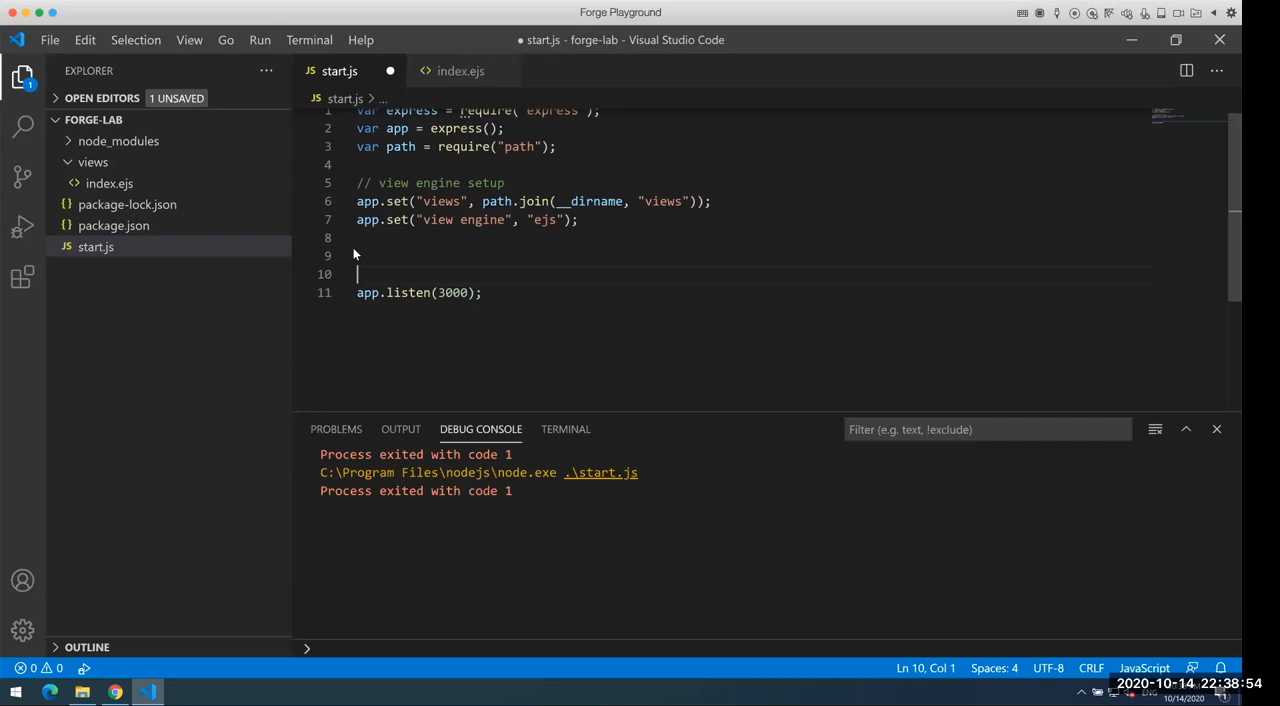 Forge Playground
File Edit Selection View Go Run Terminal Help
● start.js - forge-lab - Visual Studio Code
EXPLORER
JS start.js
<> index.ejs
1
OPEN EDITORS 1 UNSAVED
FORGE-LAB
node_modules
views
<> index.ejs
{} package-lock.json
{} package.json
JS start.js
JS start.js > ...
1 var express = require("express");
2 var app = express();
3 var path = require("path");
4
5 // view engine setup
6 app.set("views", path.join(__dirname, "views"));
7 app.set("view engine", "ejs");
8
9
10
11 app.listen(3000);
PROBLEMS OUTPUT DEBUG CONSOLE TERMINAL Filter (e.g. text, !exclude)
Process exited with code 1
C:\Program Files\nodejs\node.exe .\start.js
Process exited with code 1
OUTLINE
0 0 Ln 10, Col 1 Spaces: 4 UTF-8 CRLF JavaScript
2020-10-14 22:38:54
ENG
10/14/2020